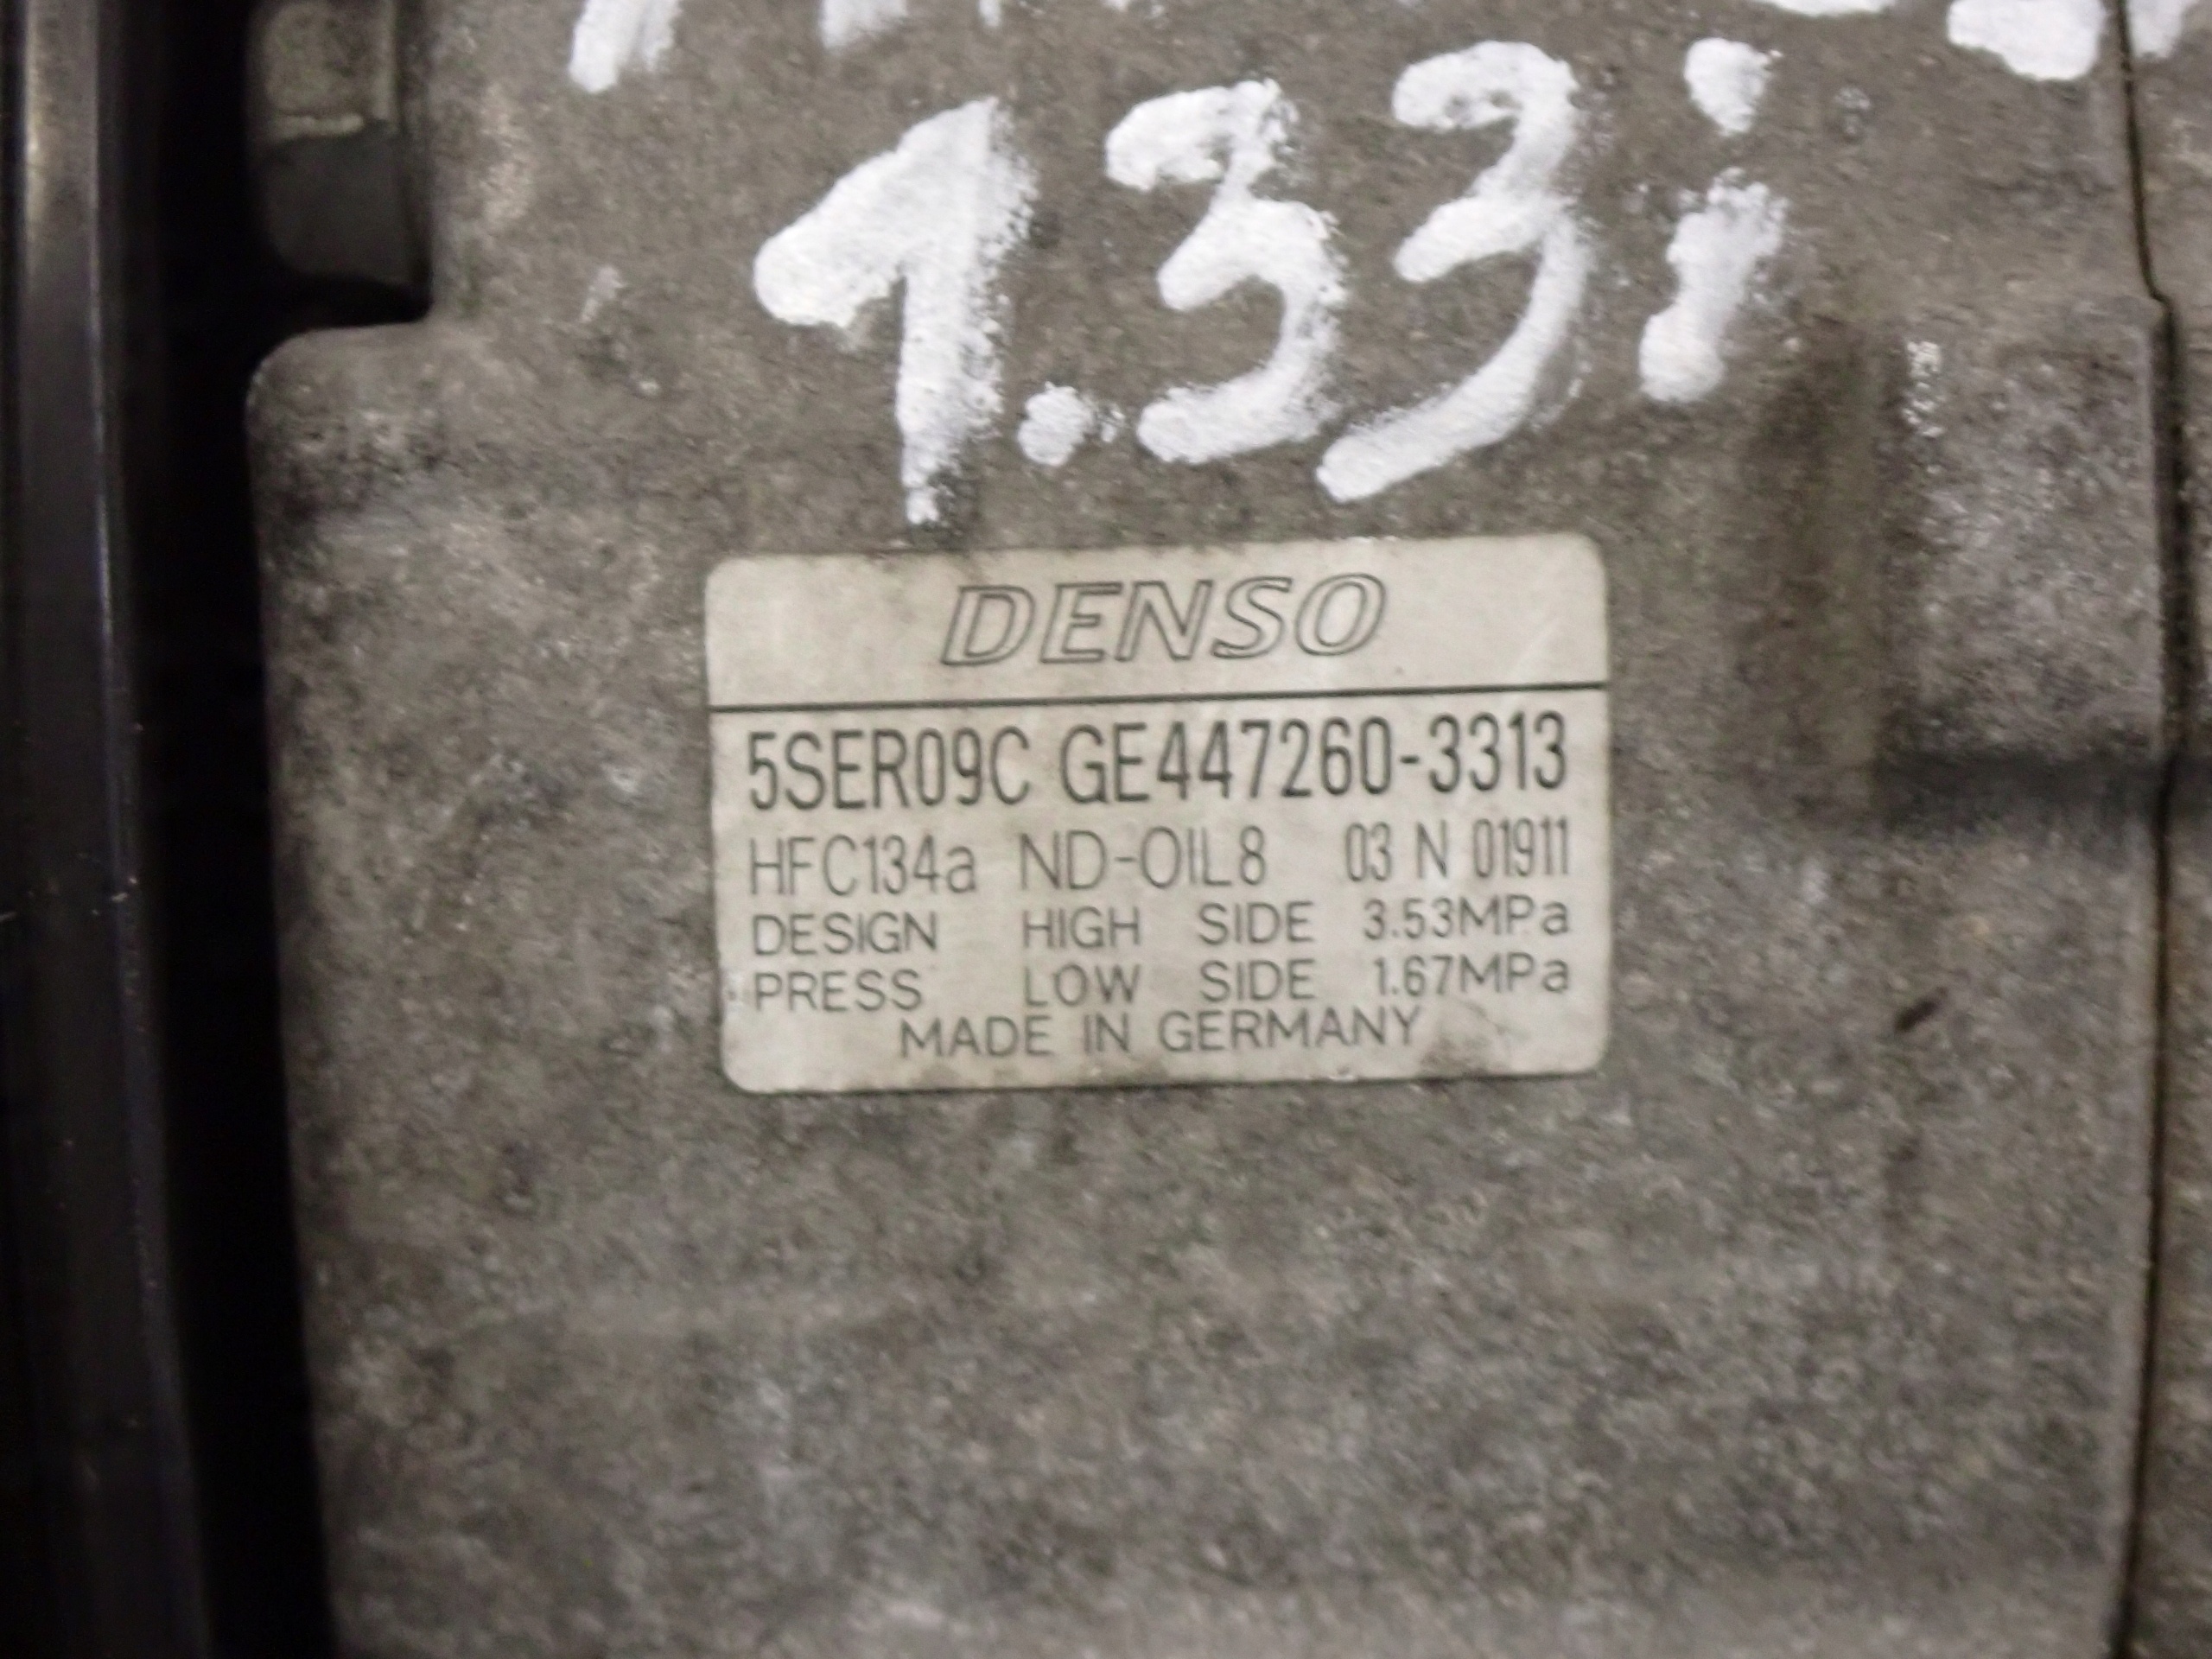 1.33i
DENSO
5SER09C GE447260-3313
HFC134a ND-OIL8 03 N 01911
DESIGN HIGH SIDE 3.53MPa
PRESS LOW SIDE 1.67MPa
MADE IN GERMANY